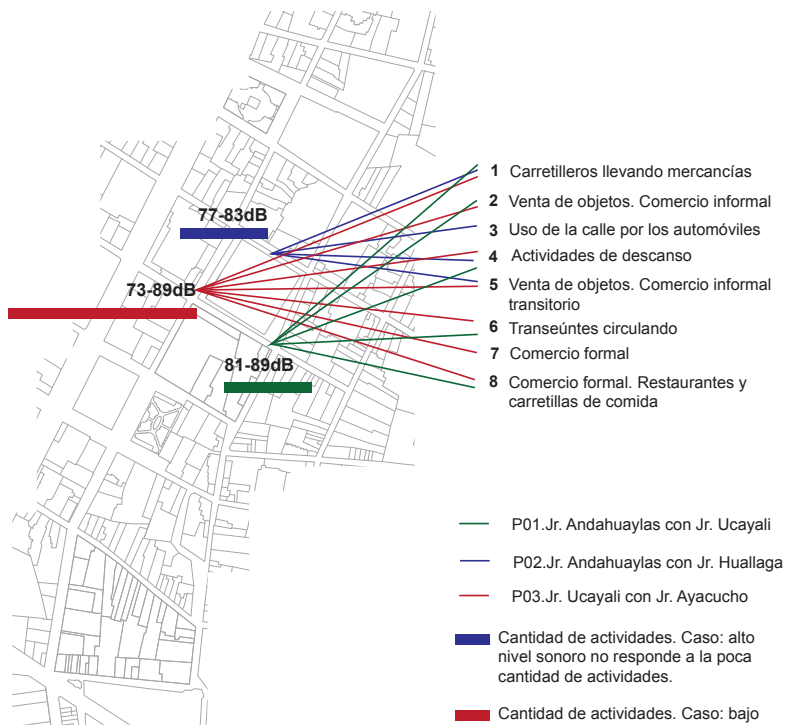 1 Carretilleros llevando mercancías
2 Venta de objetos. Comercio informal
77-83dB
3 Uso de la calle por los automóviles
4 Actividades de descanso
73-89dB
5 Venta de objetos. Comercio informal
transitorio
6 Transeúntes circulando
7 Comercio formal
81-89dB
8 Comercio formal. Restaurantes y
carretillas de comida
P01.Jr. Andahuaylas con Jr. Ucayali
P02.Jr. Andahuaylas con Jr. Huallaga
P03.Jr. Ucayali con Jr. Ayacucho
Cantidad de actividades. Caso: alto
nivel sonoro no responde a la poca
cantidad de actividades.
Cantidad de actividades. Caso: bajo